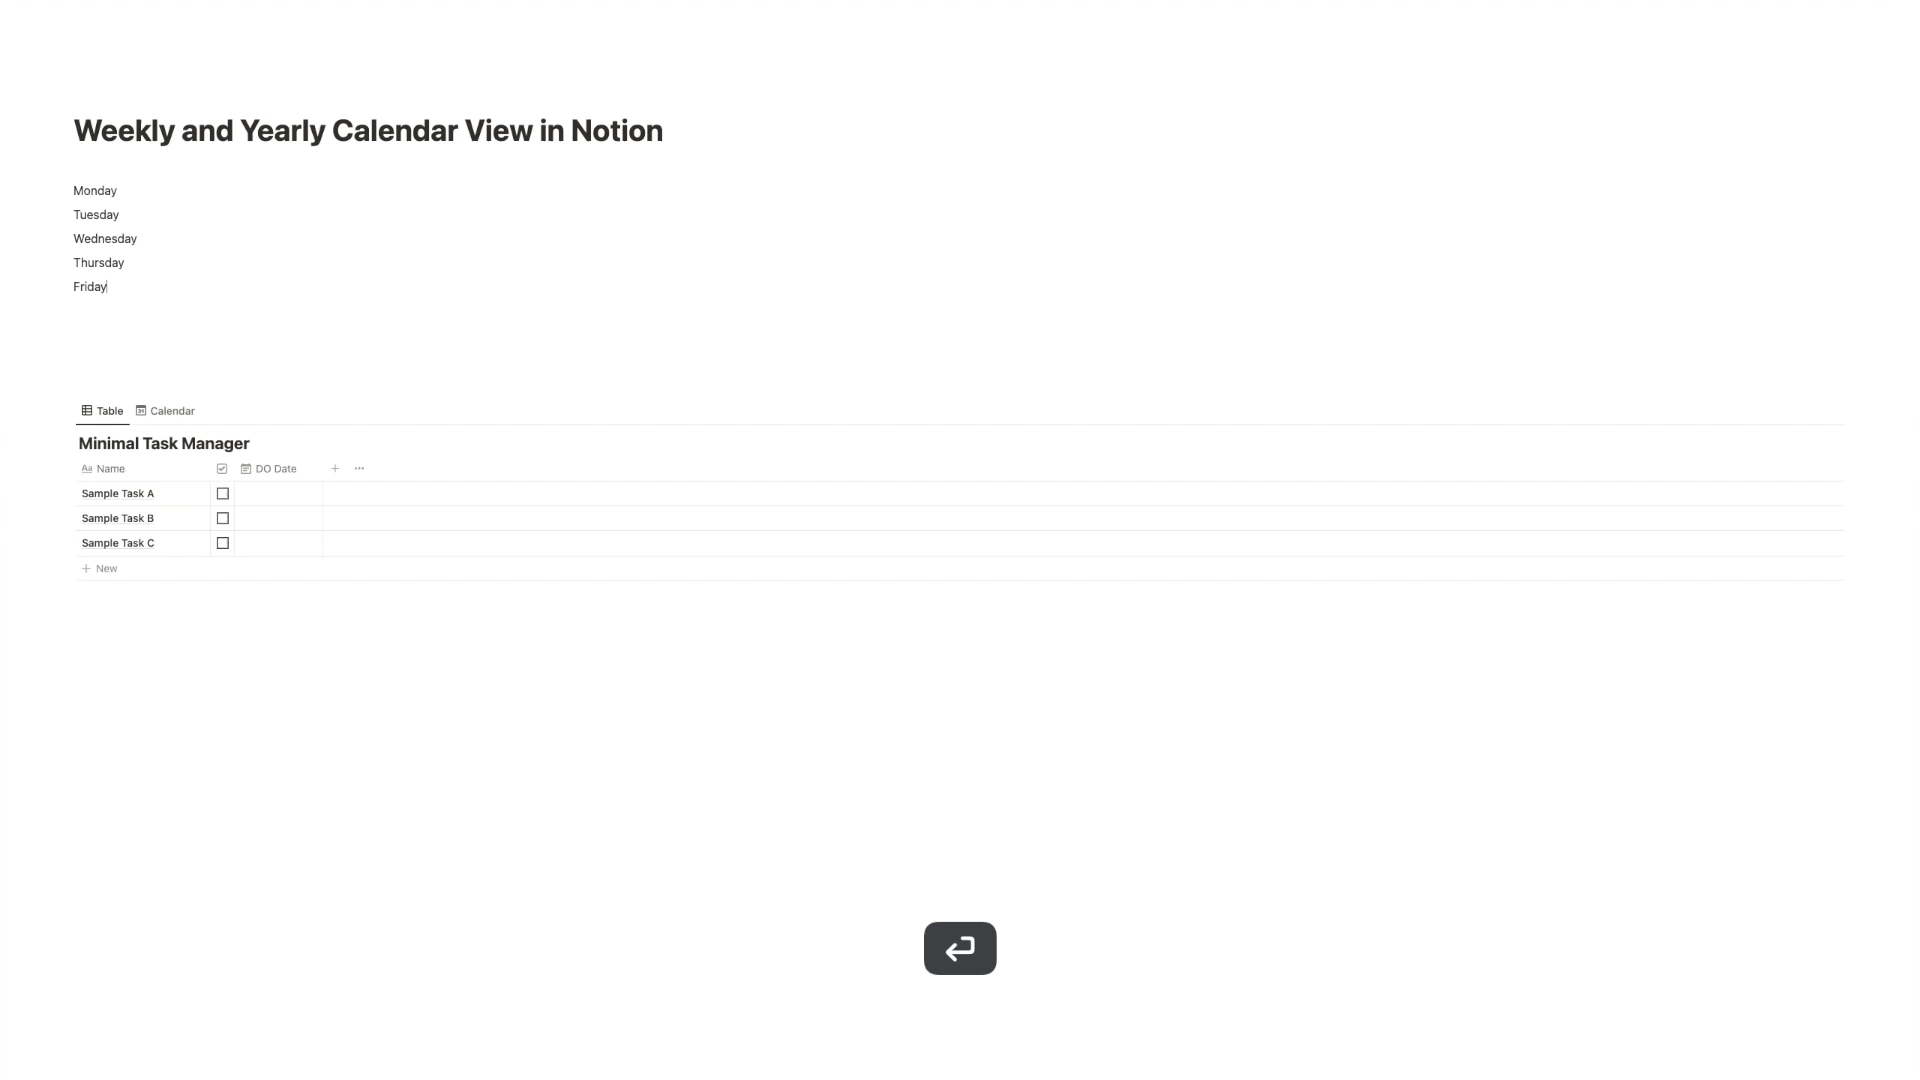 Weekly and Yearly Calendar View in Notion
Monday
Tuesday
Wednesday
Thursday
Friday
Table Calendar
Minimal Task Manager
Aa Name DO Date
Sample Task A
Sample Task B
Sample Task C
+ New